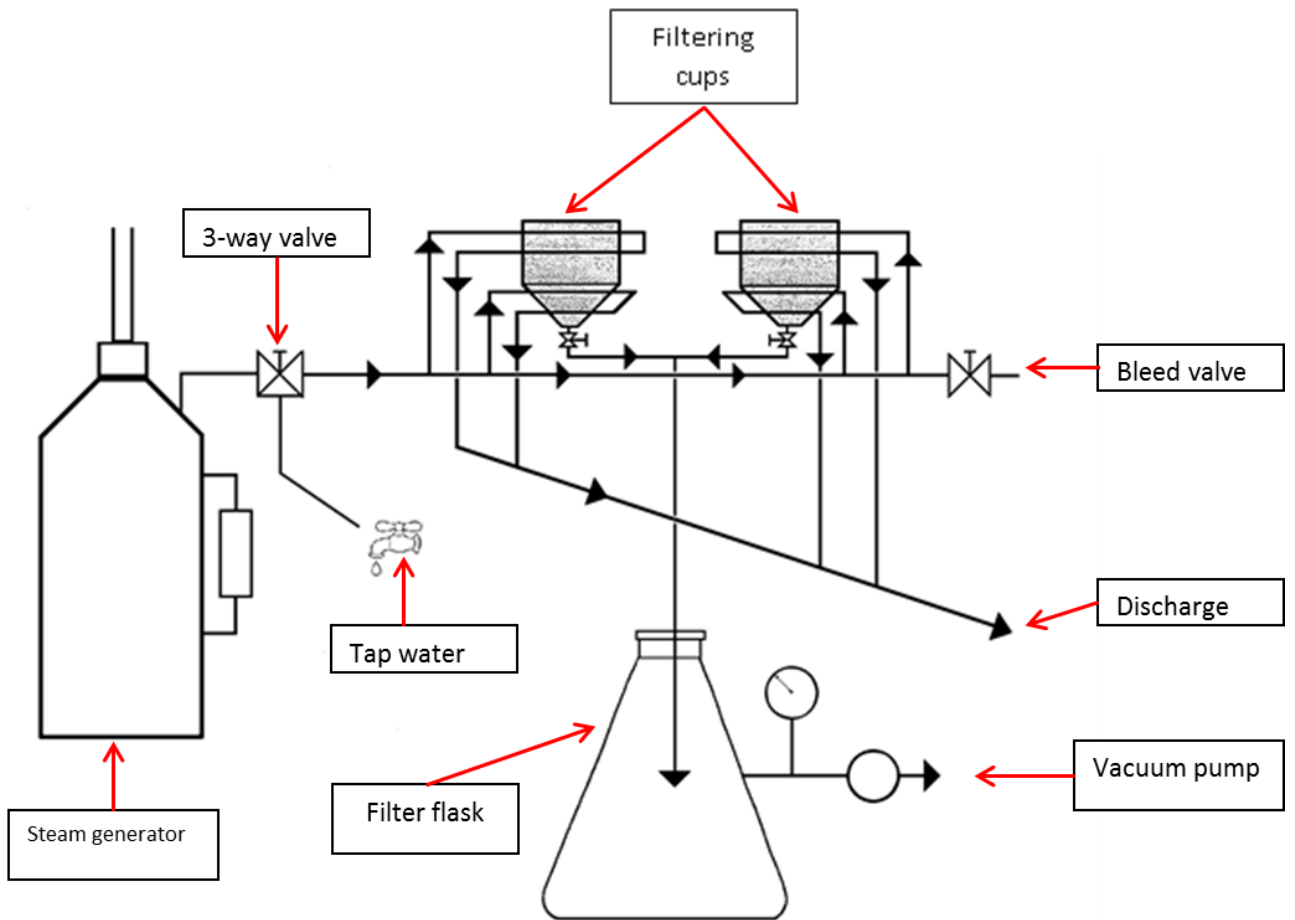 Filtering
cups
3-way valve
Bleed valve
Discharge
Tap water
Vacuum pump
Filter flask
Steam generator